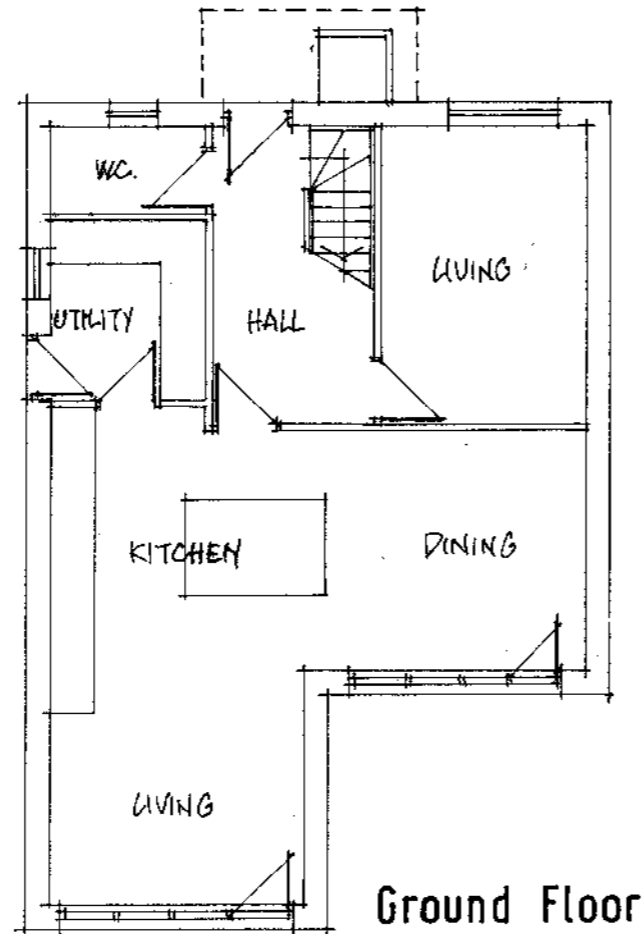 W.C.
LIVING
UTILITY
HALL
KITCHEN
DINING
LIVING
Ground Floor